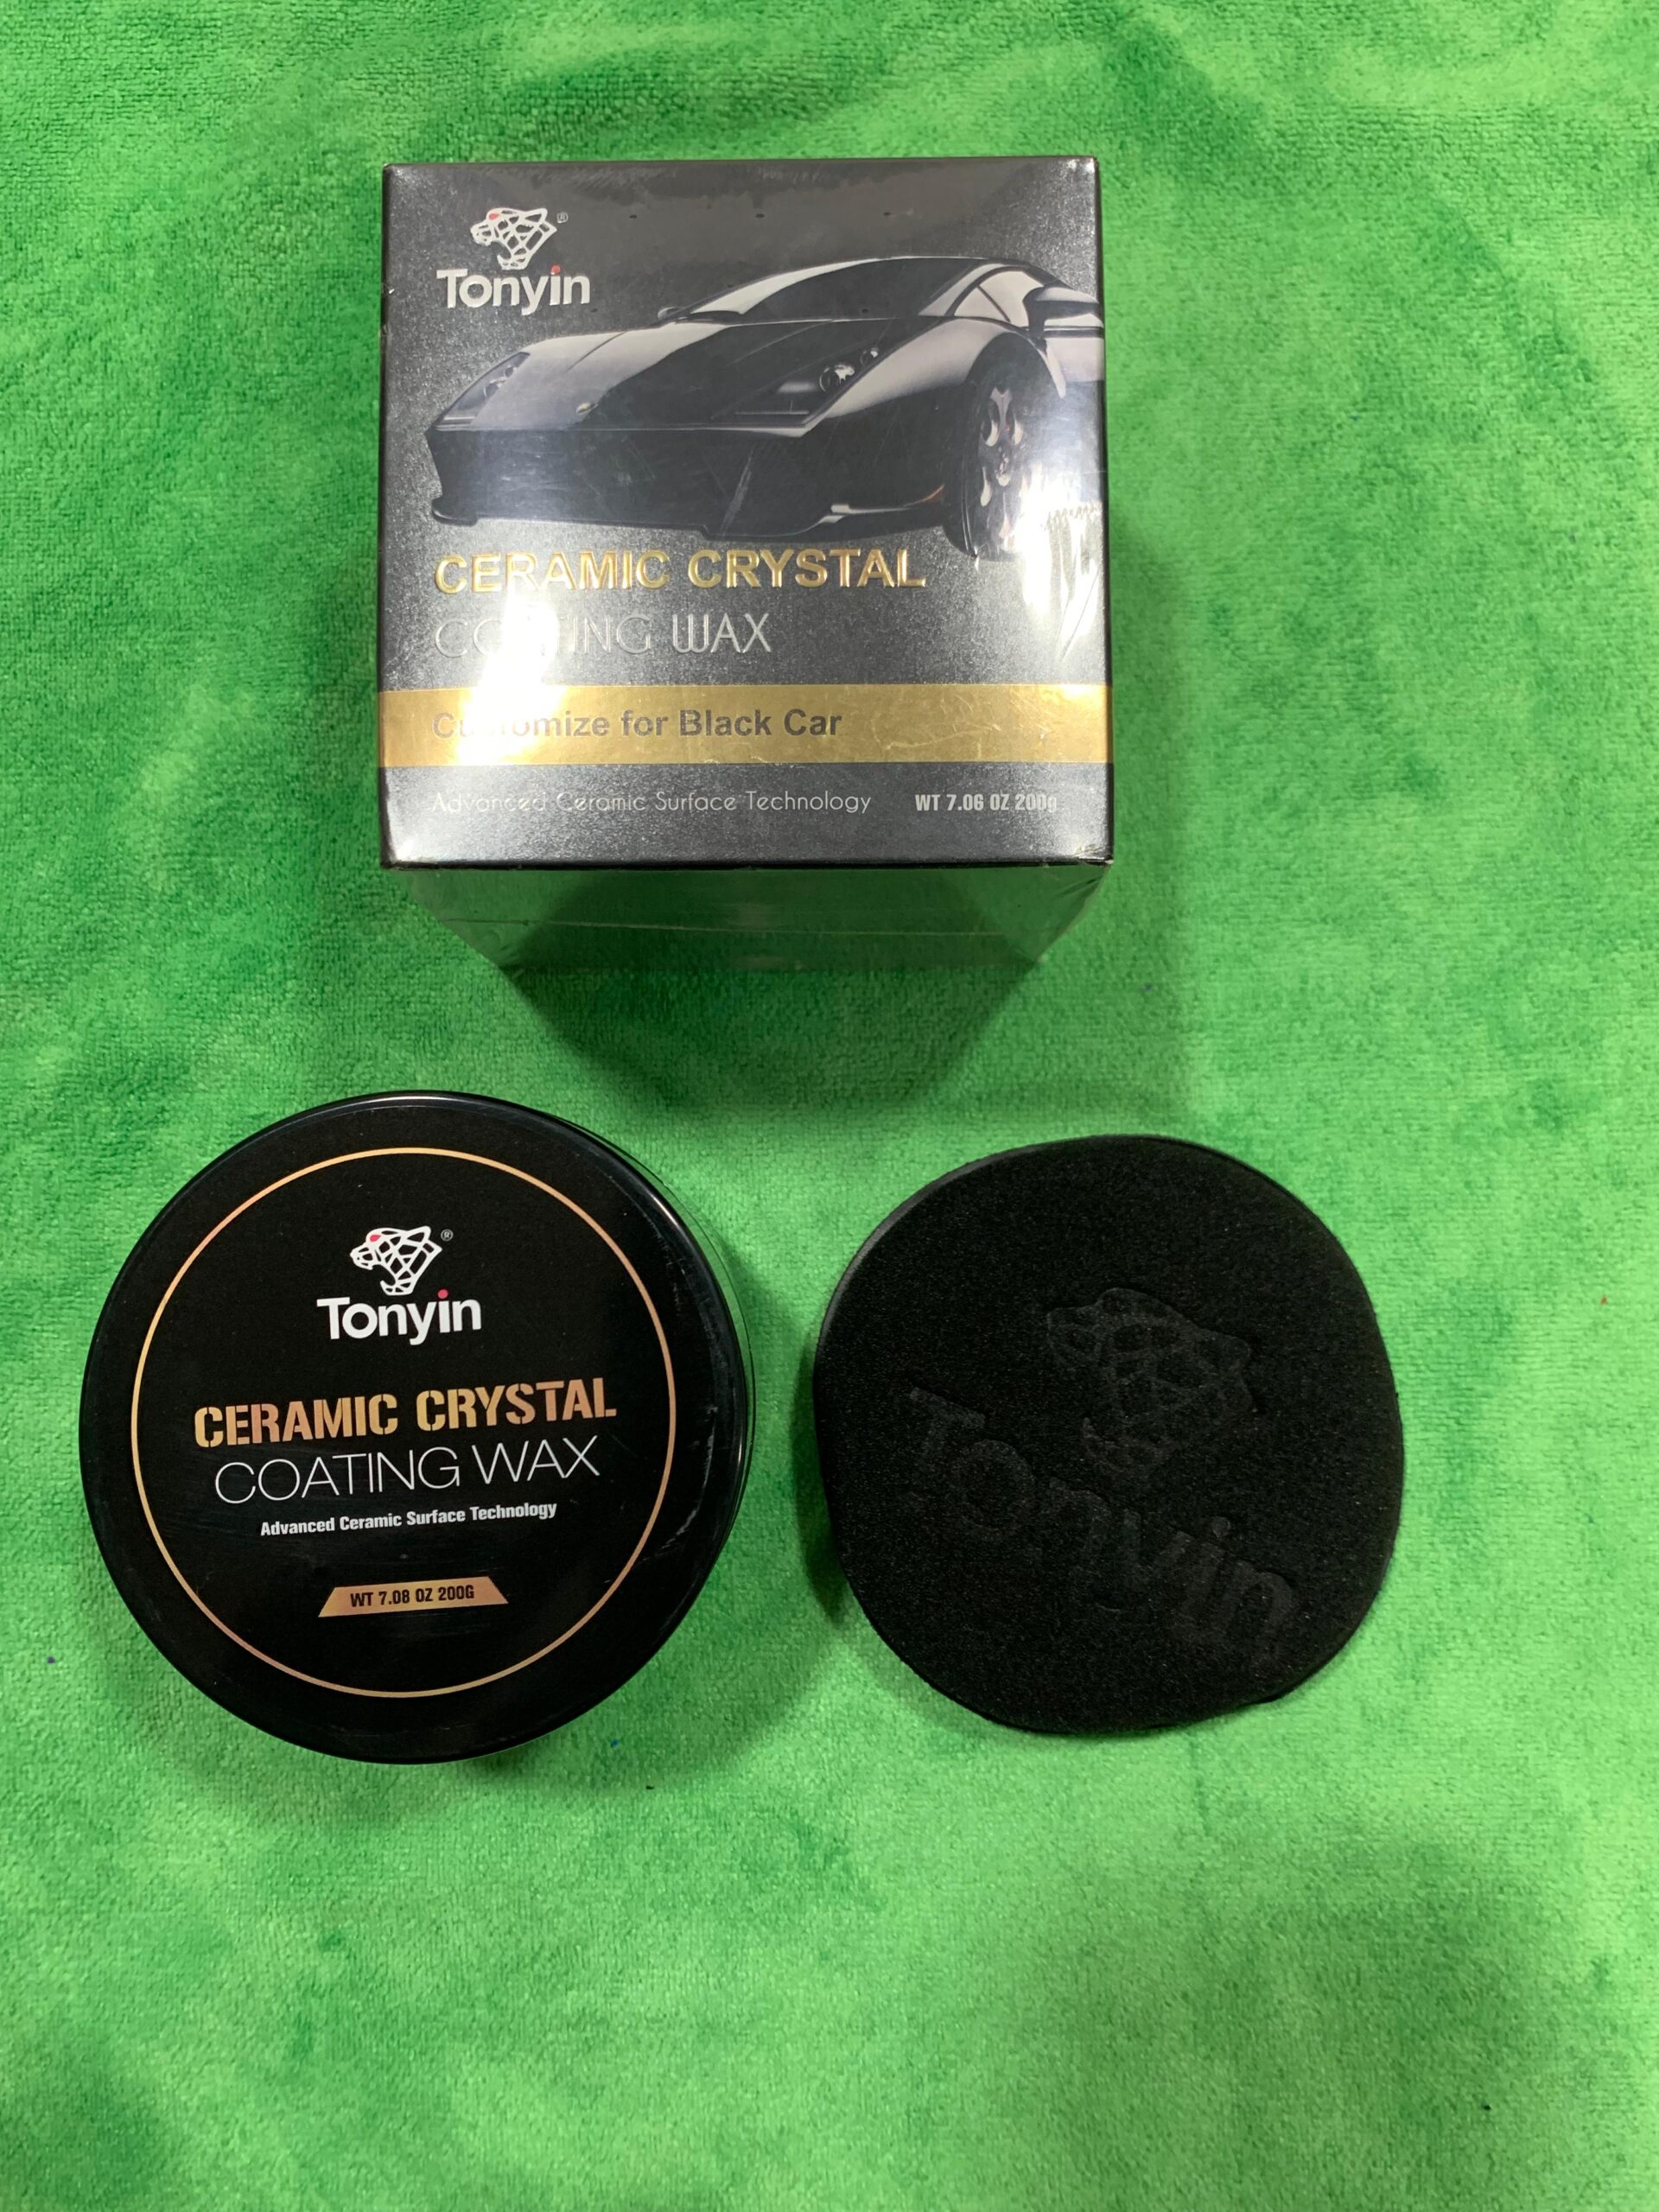 Tonyin
CERAMIC CRYSTAL
COATING WAX
Customize for Black Car
Advanced Ceramic Surface Technology WT 7.06 OZ 200g
Tonyin
CERAMIC CRYSTAL
COATING WAX
Advanced Ceramic Surface Technology
WT 7.08 OZ 200G
Tonyin